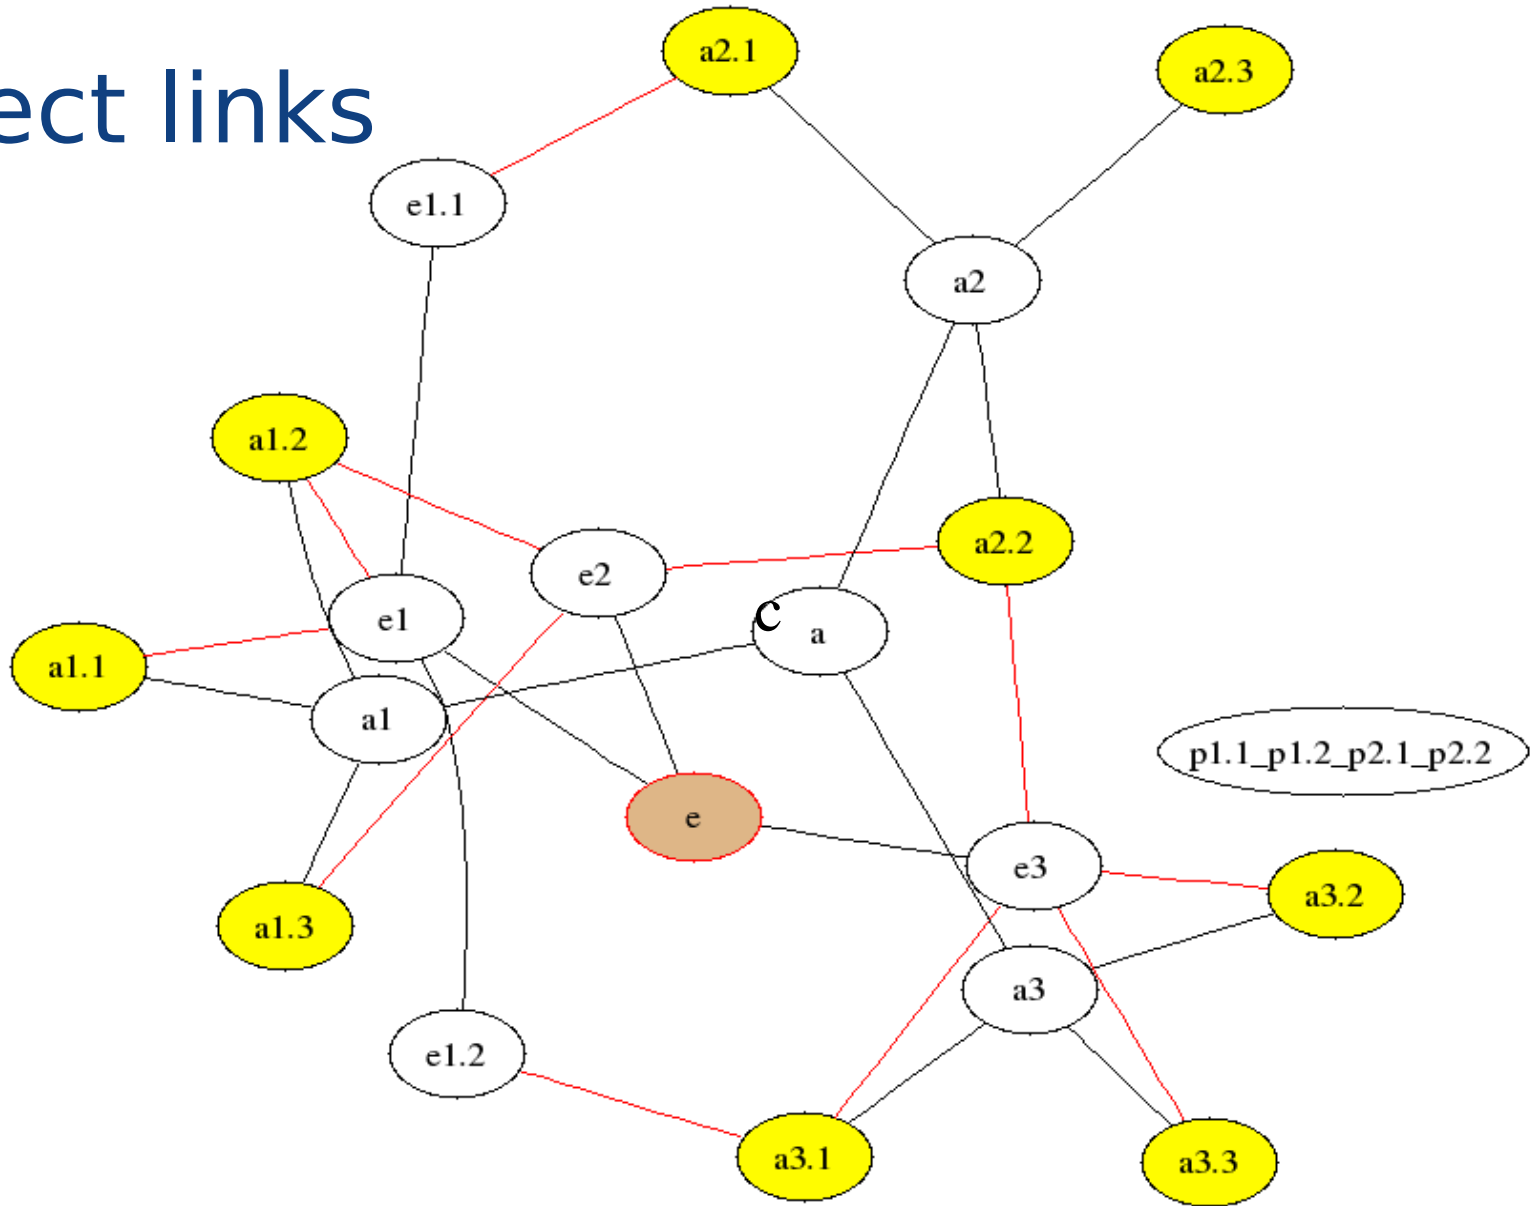 ect links
a2.1
a2.3
e1.1
a2
a1.2
a2.2
e2
e1
c
a
a1.1
a1
p1.1_p1.2_p2.1_p2.2
e
e3
a3.2
a1.3
a3
e1.2
a3.1
a3.3